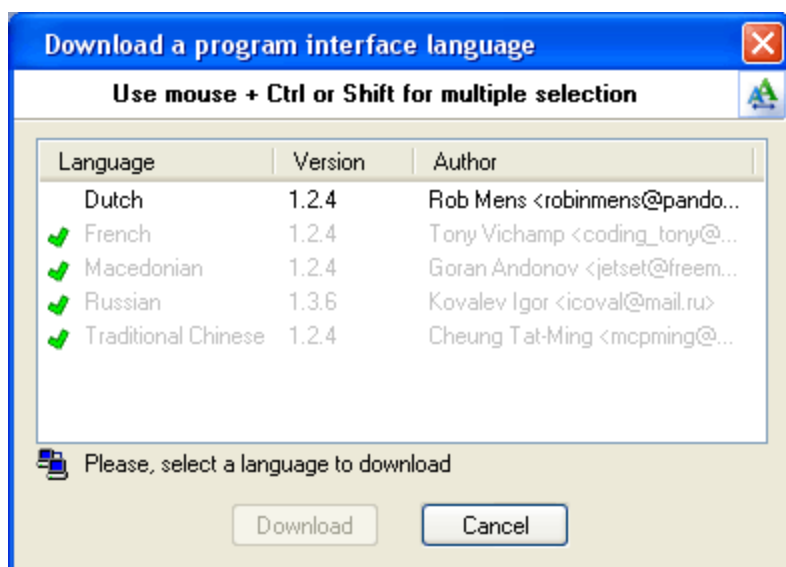 Download a program interface language
Use mouse + Ctrl or Shift for multiple selection
Language Version Author
Dutch 1.2.4 Rob Mens <robinmens@pando...
French 1.2.4 Tony Vichamp <coding_tony@...
Macedonian 1.2.4 Goran Andonov <jetset@freem...
Russian 1.3.6 Kovalev Igor <icoval@mail.ru>
Traditional Chinese 1.2.4 Cheung Tat-Ming <mcpming@...
Please, select a language to download
Download Cancel